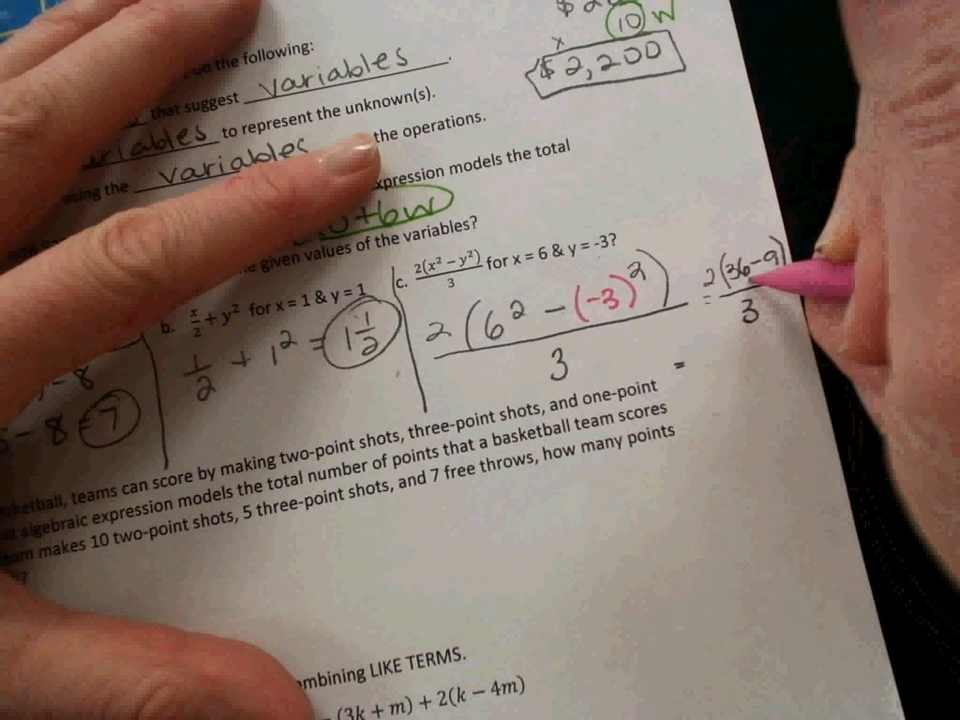 $ 2
10 W
x
$2,200
the following:
that suggest variables.
to represent the unknown(s).
using the variables the operations.
expression models the total
+6w
given values of the variables?
b. x/2 + y² for x = 1 & y = 1
1/2 + 1² = 1 1/2
- 8
- 8 = 7
c. 2(x² − y²)/3 for x = 6 & y = -3?
2(6² − (-3)²)/3 = 2(36-9)/3
=
basketball, teams can score by making two-point shots, three-point shots, and one-point
algebraic expression models the total number of points that a basketball team scores
team makes 10 two-point shots, 5 three-point shots, and 7 free throws, how many points
?
combining LIKE TERMS.
(3k + m) + 2(k − 4m)